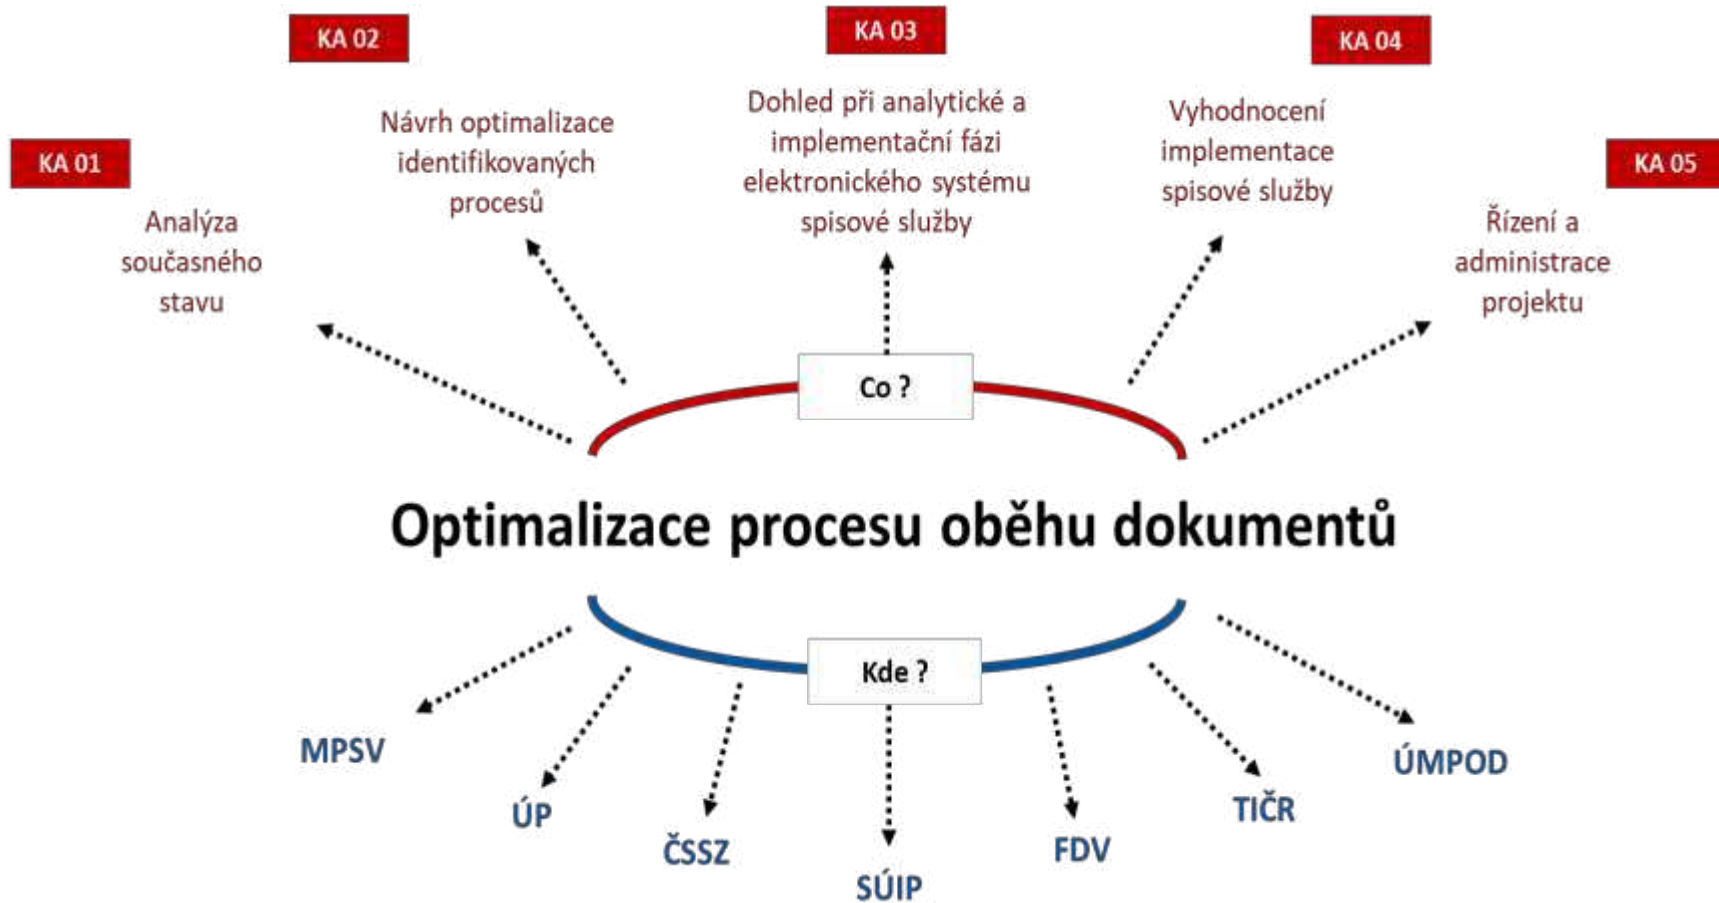 KA 01
Analýza
současného
stavu
KA 02
Návrh optimalizace
identifikovaných
procesů
KA 03
Dohled při analytické a
implementační fázi
elektronického systému
spisové služby
KA 04
Vyhodnocení
implementace
spisové služby
KA 05
Řízení a
administrace
projektu
Co ?
Optimalizace procesu oběhu dokumentů
Kde ?
MPSV
ÚP
ČSSZ
SÚIP
FDV
TIČR
ÚMPOD